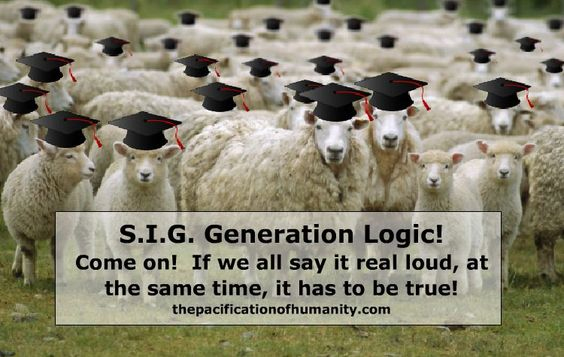 S.I.G. Generation Logic!
Come on!  If we all say it real loud, at
the same time, it has to be true!
thepacificationofhumanity.com